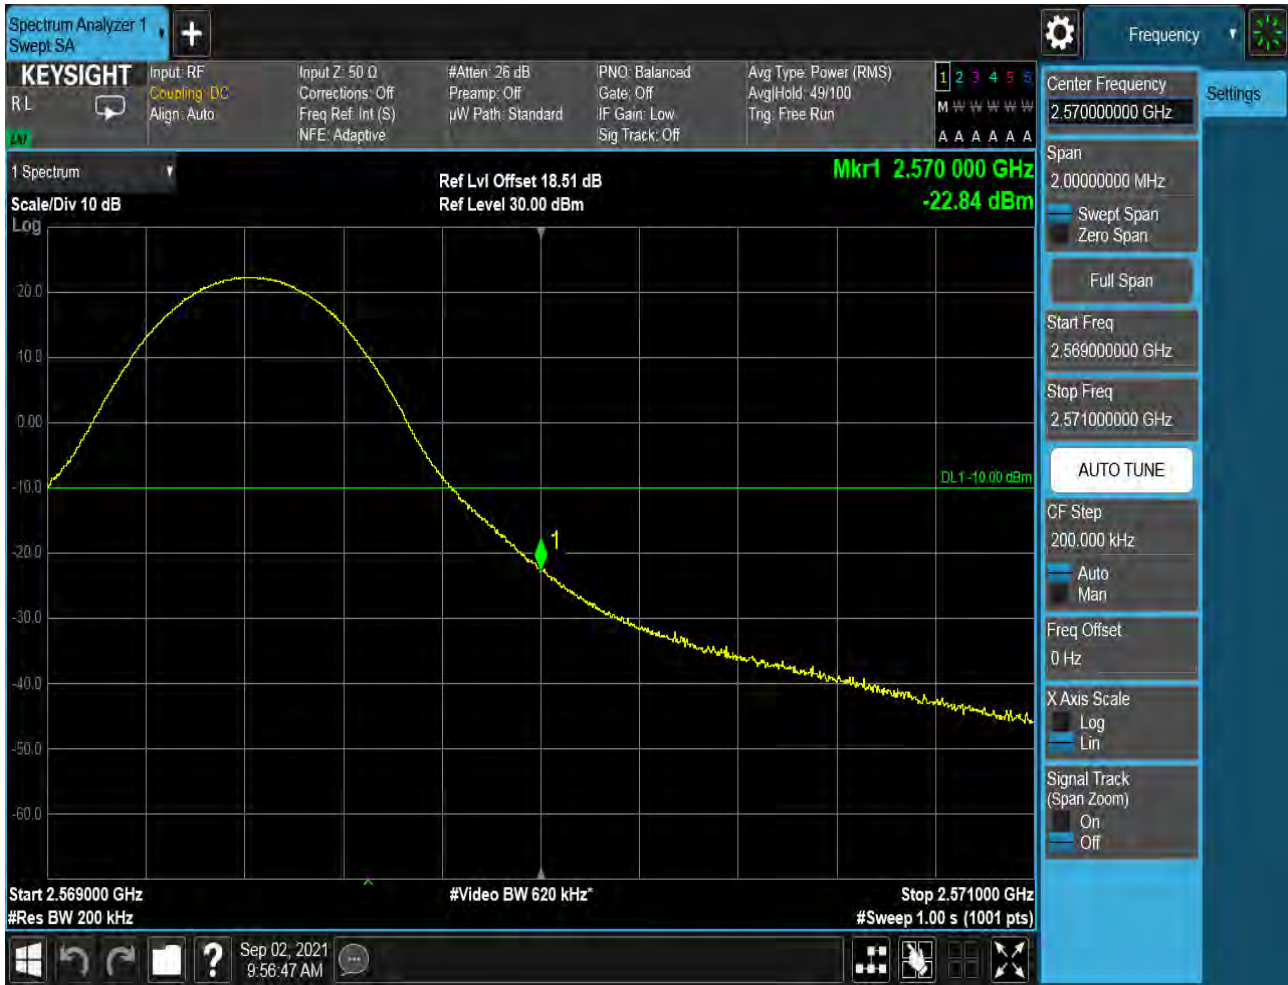 Spectrum Analyzer 1
Swept SA
+
Frequency
KEYSIGHT
R L
LXI
Input: RF
Coupling: DC
Align: Auto
Input Z: 50 Ω
Corrections: Off
Freq Ref: Int (S)
NFE: Adaptive
#Atten: 26 dB
Preamp: Off
µW Path: Standard
PNO: Balanced
Gate: Off
IF Gain: Low
Sig Track: Off
Avg Type: Power (RMS)
Avg|Hold: 49/100
Trig: Free Run
1 2 3 4 5 6
M W W W W W
A A A A A A
1 Spectrum
Scale/Div 10 dB
Log
Ref Lvl Offset 18.51 dB
Ref Level 30.00 dBm
Mkr1 2.570 000 GHz
-22.84 dBm
20.0
10.0
0.00
-10.0
-20.0
-30.0
-40.0
-50.0
-60.0
DL1 -10.00 dBm
1
Start 2.569000 GHz
#Res BW 200 kHz
#Video BW 620 kHz*
Stop 2.571000 GHz
#Sweep 1.00 s (1001 pts)
Center Frequency
2.570000000 GHz
Settings
Span
2.00000000 MHz
Swept Span
Zero Span
Full Span
Start Freq
2.569000000 GHz
Stop Freq
2.571000000 GHz
AUTO TUNE
CF Step
200.000 kHz
Auto
Man
Freq Offset
0 Hz
X Axis Scale
Log
Lin
Signal Track
(Span Zoom)
On
Off
?
Sep 02, 2021
9:56:47 AM